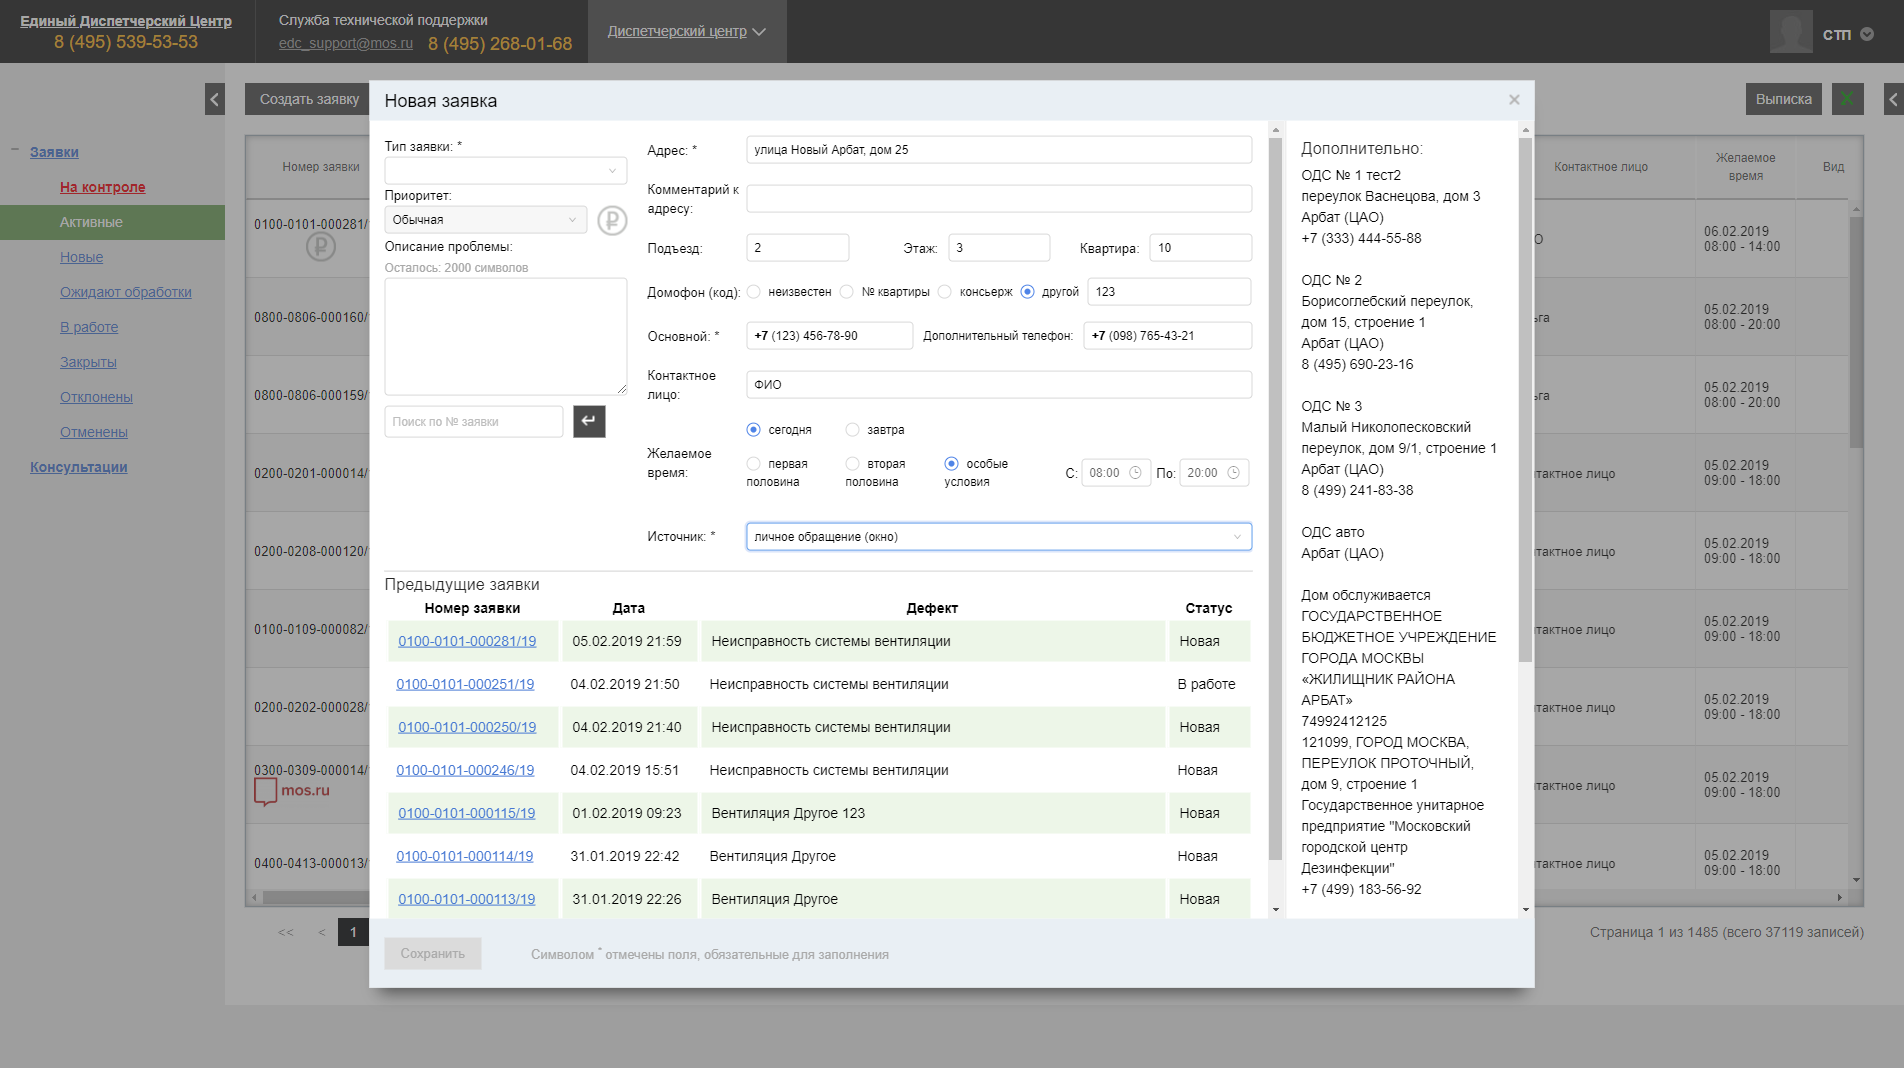 Единый Диспетчерский Центр
8 (495) 539-53-53
Служба технической поддержки
edc_support@mos.ru 8 (495) 268-01-68
Диспетчерский центр
СТП
Создать заявку
Выписка
Заявки
На контроле
Активные
Новые
Ожидают обработки
В работе
Закрыты
Отклонены
Отменены
Консультации
Номер заявки
0100-0101-000281/
0800-0806-000160/
0800-0806-000159/
0200-0201-000014/
0200-0208-000120/
0100-0109-000082/
0200-0202-000028/
0300-0309-000014/
mos.ru
0400-0413-000013/
<< < 1
Новая заявка
Тип заявки: *
Приоритет:
Обычная
Описание проблемы:
Осталось: 2000 символов
Поиск по № заявки
Адрес: * улица Новый Арбат, дом 25
Комментарий к
адресу:
Подъезд: 2 Этаж: 3 Квартира: 10
Домофон (код): неизвестен № квартиры консьерж другой 123
Основной: * +7 (123) 456-78-90 Дополнительный телефон: +7 (098) 765-43-21
Контактное
лицо:
ФИО
сегодня завтра
Желаемое
время:
первая
половина
вторая
половина
особые
условия
С: 08:00 По: 20:00
Источник: * личное обращение (окно)
Предыдущие заявки
Номер заявки Дата Дефект Статус
0100-0101-000281/19 05.02.2019 21:59 Неисправность системы вентиляции Новая
0100-0101-000251/19 04.02.2019 21:50 Неисправность системы вентиляции В работе
0100-0101-000250/19 04.02.2019 21:40 Неисправность системы вентиляции Новая
0100-0101-000246/19 04.02.2019 15:51 Неисправность системы вентиляции Новая
0100-0101-000115/19 01.02.2019 09:23 Вентиляция Другое 123 Новая
0100-0101-000114/19 31.01.2019 22:42 Вентиляция Другое Новая
0100-0101-000113/19 31.01.2019 22:26 Вентиляция Другое Новая
Сохранить
Символом * отмечены поля, обязательные для заполнения
Дополнительно:
ОДС № 1 тест2
переулок Васнецова, дом 3
Арбат (ЦАО)
+7 (333) 444-55-88
ОДС № 2
Борисоглебский переулок,
дом 15, строение 1
Арбат (ЦАО)
8 (495) 690-23-16
ОДС № 3
Малый Николопесковский
переулок, дом 9/1, строение 1
Арбат (ЦАО)
8 (499) 241-83-38
ОДС авто
Арбат (ЦАО)
Дом обслуживается
ГОСУДАРСТВЕННОЕ
БЮДЖЕТНОЕ УЧРЕЖДЕНИЕ
ГОРОДА МОСКВЫ
«ЖИЛИЩНИК РАЙОНА
АРБАТ»
74992412125
121099, ГОРОД МОСКВА,
ПЕРЕУЛОК ПРОТОЧНЫЙ,
дом 9, строение 1
Государственное унитарное
предприятие "Московский
городской центр
Дезинфекции"
+7 (499) 183-56-92
Контактное лицо
Желаемое
время
Вид
О
06.02.2019
08:00 - 14:00
ьга
05.02.2019
08:00 - 20:00
ьга
05.02.2019
08:00 - 20:00
тактное лицо
05.02.2019
09:00 - 18:00
тактное лицо
05.02.2019
09:00 - 18:00
тактное лицо
05.02.2019
09:00 - 18:00
тактное лицо
05.02.2019
09:00 - 18:00
тактное лицо
05.02.2019
09:00 - 18:00
тактное лицо
05.02.2019
09:00 - 18:00
Страница 1 из 1485 (всего 37119 записей)